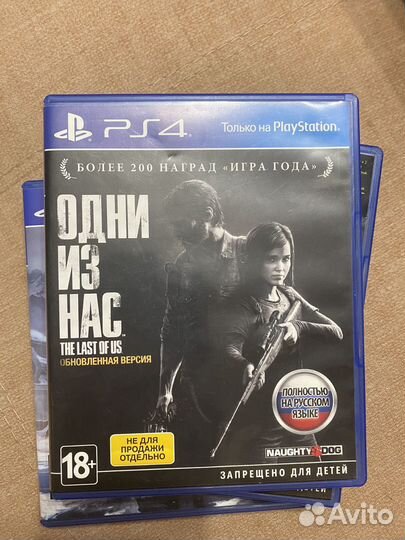 PS4
Только на PlayStation®
БОЛЕЕ 200 НАГРАД «ИГРА ГОДА»
ОДНИ
ИЗ
НАС
THE LAST OF US
ОБНОВЛЕННАЯ ВЕРСИЯ
ПОЛНОСТЬЮ
НА РУССКОМ
ЯЗЫКЕ
НЕ ДЛЯ
ПРОДАЖИ
ОТДЕЛЬНО
18+
NAUGHTY DOG
ЗАПРЕЩЕНО ДЛЯ ДЕТЕЙ
Avito